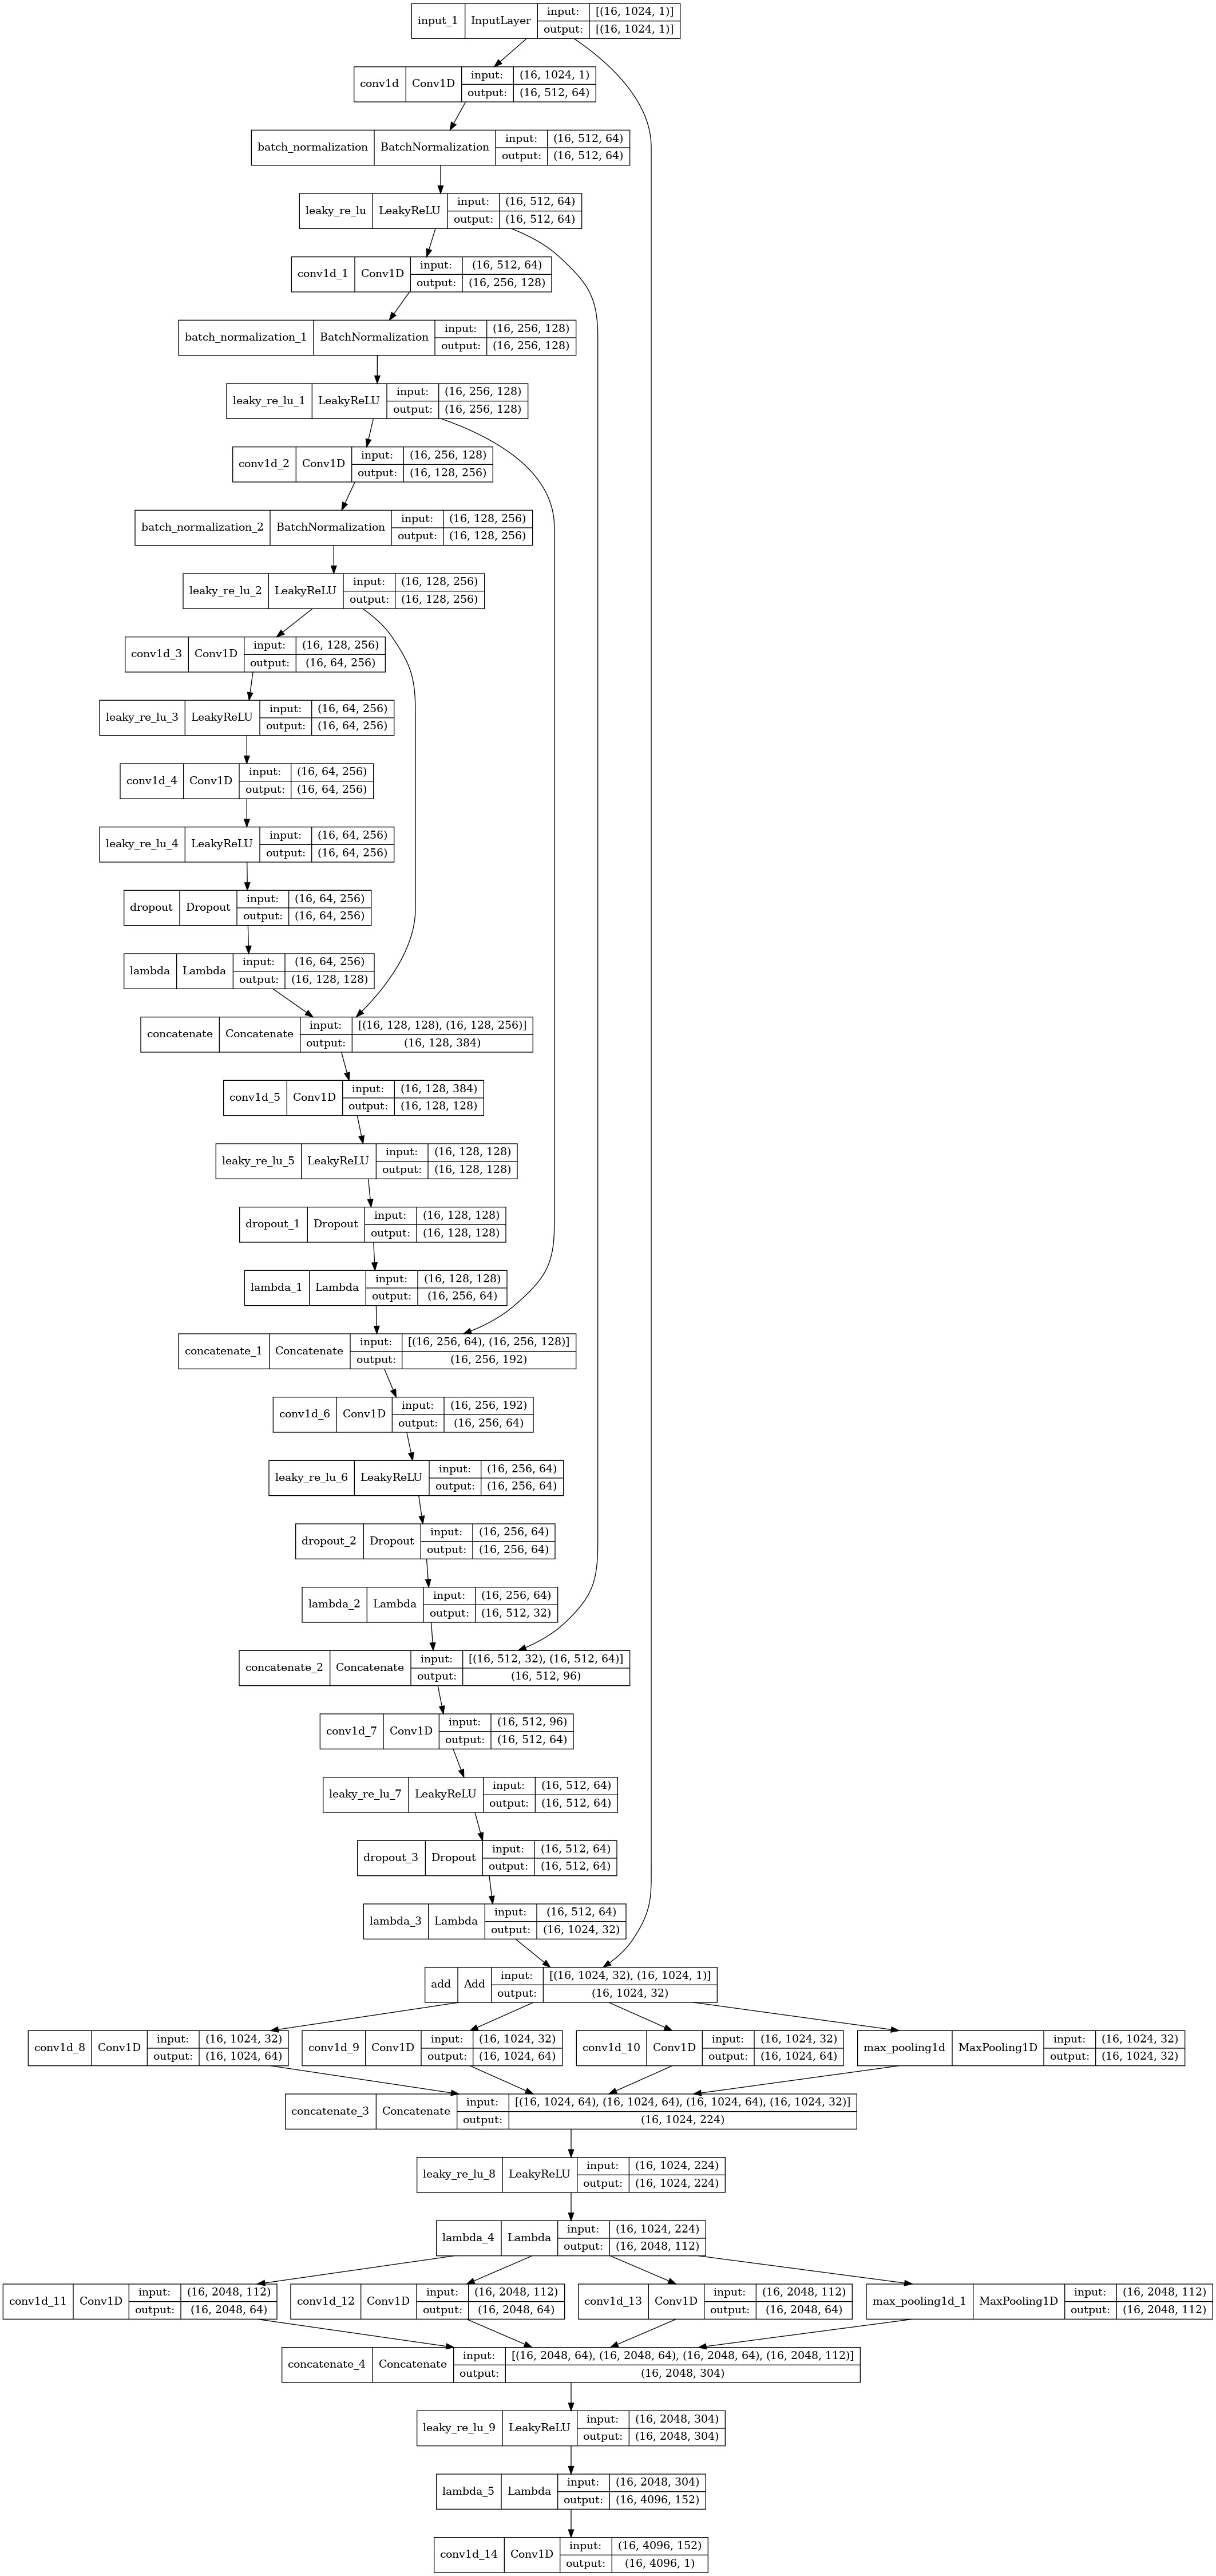 input_1 InputLayer input: [(16, 1024, 1)]
output: [(16, 1024, 1)]
conv1d Conv1D input: (16, 1024, 1)
output: (16, 512, 64)
batch_normalization BatchNormalization input: (16, 512, 64)
output: (16, 512, 64)
leaky_re_lu LeakyReLU input: (16, 512, 64)
output: (16, 512, 64)
conv1d_1 Conv1D input: (16, 512, 64)
output: (16, 256, 128)
batch_normalization_1 BatchNormalization input: (16, 256, 128)
output: (16, 256, 128)
leaky_re_lu_1 LeakyReLU input: (16, 256, 128)
output: (16, 256, 128)
conv1d_2 Conv1D input: (16, 256, 128)
output: (16, 128, 256)
batch_normalization_2 BatchNormalization input: (16, 128, 256)
output: (16, 128, 256)
leaky_re_lu_2 LeakyReLU input: (16, 128, 256)
output: (16, 128, 256)
conv1d_3 Conv1D input: (16, 128, 256)
output: (16, 64, 256)
leaky_re_lu_3 LeakyReLU input: (16, 64, 256)
output: (16, 64, 256)
conv1d_4 Conv1D input: (16, 64, 256)
output: (16, 64, 256)
leaky_re_lu_4 LeakyReLU input: (16, 64, 256)
output: (16, 64, 256)
dropout Dropout input: (16, 64, 256)
output: (16, 64, 256)
lambda Lambda input: (16, 64, 256)
output: (16, 128, 128)
concatenate Concatenate input: [(16, 128, 128), (16, 128, 256)]
output: (16, 128, 384)
conv1d_5 Conv1D input: (16, 128, 384)
output: (16, 128, 128)
leaky_re_lu_5 LeakyReLU input: (16, 128, 128)
output: (16, 128, 128)
dropout_1 Dropout input: (16, 128, 128)
output: (16, 128, 128)
lambda_1 Lambda input: (16, 128, 128)
output: (16, 256, 64)
concatenate_1 Concatenate input: [(16, 256, 64), (16, 256, 128)]
output: (16, 256, 192)
conv1d_6 Conv1D input: (16, 256, 192)
output: (16, 256, 64)
leaky_re_lu_6 LeakyReLU input: (16, 256, 64)
output: (16, 256, 64)
dropout_2 Dropout input: (16, 256, 64)
output: (16, 256, 64)
lambda_2 Lambda input: (16, 256, 64)
output: (16, 512, 32)
concatenate_2 Concatenate input: [(16, 512, 32), (16, 512, 64)]
output: (16, 512, 96)
conv1d_7 Conv1D input: (16, 512, 96)
output: (16, 512, 64)
leaky_re_lu_7 LeakyReLU input: (16, 512, 64)
output: (16, 512, 64)
dropout_3 Dropout input: (16, 512, 64)
output: (16, 512, 64)
lambda_3 Lambda input: (16, 512, 64)
output: (16, 1024, 32)
add Add input: [(16, 1024, 32), (16, 1024, 1)]
output: (16, 1024, 32)
conv1d_8 Conv1D input: (16, 1024, 32)
output: (16, 1024, 64)
conv1d_9 Conv1D input: (16, 1024, 32)
output: (16, 1024, 64)
conv1d_10 Conv1D input: (16, 1024, 32)
output: (16, 1024, 64)
max_pooling1d MaxPooling1D input: (16, 1024, 32)
output: (16, 1024, 32)
concatenate_3 Concatenate input: [(16, 1024, 64), (16, 1024, 64), (16, 1024, 64), (16, 1024, 32)]
output: (16, 1024, 224)
leaky_re_lu_8 LeakyReLU input: (16, 1024, 224)
output: (16, 1024, 224)
lambda_4 Lambda input: (16, 1024, 224)
output: (16, 2048, 112)
conv1d_11 Conv1D input: (16, 2048, 112)
output: (16, 2048, 64)
conv1d_12 Conv1D input: (16, 2048, 112)
output: (16, 2048, 64)
conv1d_13 Conv1D input: (16, 2048, 112)
output: (16, 2048, 64)
max_pooling1d_1 MaxPooling1D input: (16, 2048, 112)
output: (16, 2048, 112)
concatenate_4 Concatenate input: [(16, 2048, 64), (16, 2048, 64), (16, 2048, 64), (16, 2048, 112)]
output: (16, 2048, 304)
leaky_re_lu_9 LeakyReLU input: (16, 2048, 304)
output: (16, 2048, 304)
lambda_5 Lambda input: (16, 2048, 304)
output: (16, 4096, 152)
conv1d_14 Conv1D input: (16, 4096, 152)
output: (16, 4096, 1)